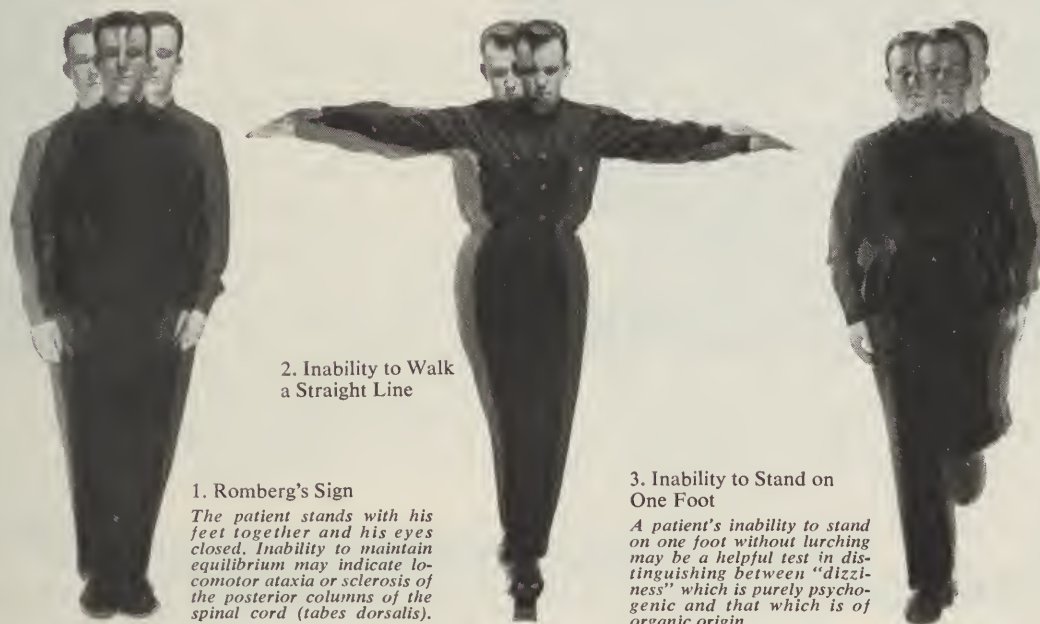 1. Romberg's Sign
The patient stands with his
feet together and his eyes
closed. Inability to maintain
equilibrium may indicate lo-
comotor ataxia or sclerosis of
the posterior columns of the
spinal cord (tabes dorsalis).
2. Inability to Walk
a Straight Line
3. Inability to Stand on
One Foot
A patient's inability to stand
on one foot without lurching
may be a helpful test in dis-
tinguishing between "dizzi-
ness" which is purely psycho-
genic and that which is of
organic origin